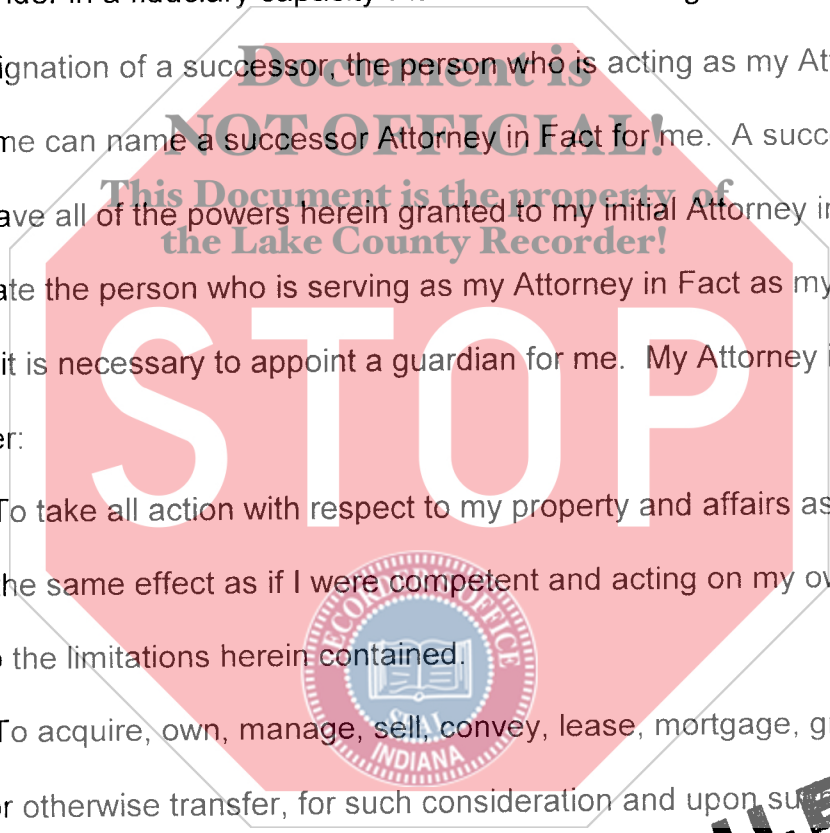 in a fiduciary capacity
Document is
ignation of a successor, the person who is acting as my At
NOT OFFICIAL!
me can name a successor Attorney in Fact for me. A succ
This Document is the property of
ave all of the powers herein granted to my initial Attorney in
the Lake County Recorder!
ate the person who is serving as my Attorney in Fact as my
it is necessary to appoint a guardian for me. My Attorney i
STOP
er:
To take all action with respect to my property and affairs as
he same effect as if I were competent and acting on my ow
the limitations herein contained.
RECORDER'S OFFICE
SEAL
INDIANA
To acquire, own, manage, sell, convey, lease, mortgage, gr
or otherwise transfer, for such consideration and upon su